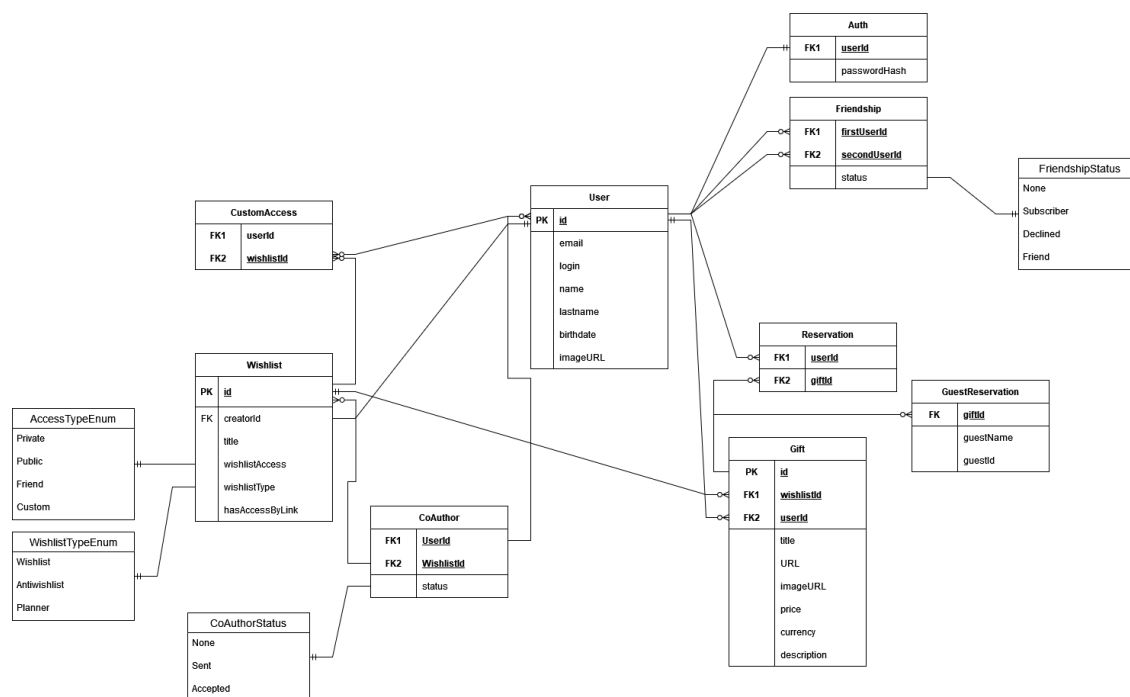 Auth
FK1 userId
passwordHash
Friendship
FK1 firstUserId
FK2 secondUserId
status
FriendshipStatus
None
Subscriber
Declined
Friend
User
PK id
email
login
name
lastname
birthdate
imageURL
CustomAccess
FK1 userId
FK2 wishlistId
Reservation
FK1 userId
FK2 giftId
GuestReservation
FK giftId
guestName
guestId
Wishlist
PK id
FK creatorId
title
wishlistAccess
wishlistType
hasAccessByLink
AccessTypeEnum
Private
Public
Friend
Custom
WishlistTypeEnum
Wishlist
Antiwishlist
Planner
Gift
PK id
FK1 wishlistId
FK2 userId
title
URL
imageURL
price
currency
description
CoAuthor
FK1 UserId
FK2 WishlistId
status
CoAuthorStatus
None
Sent
Accepted